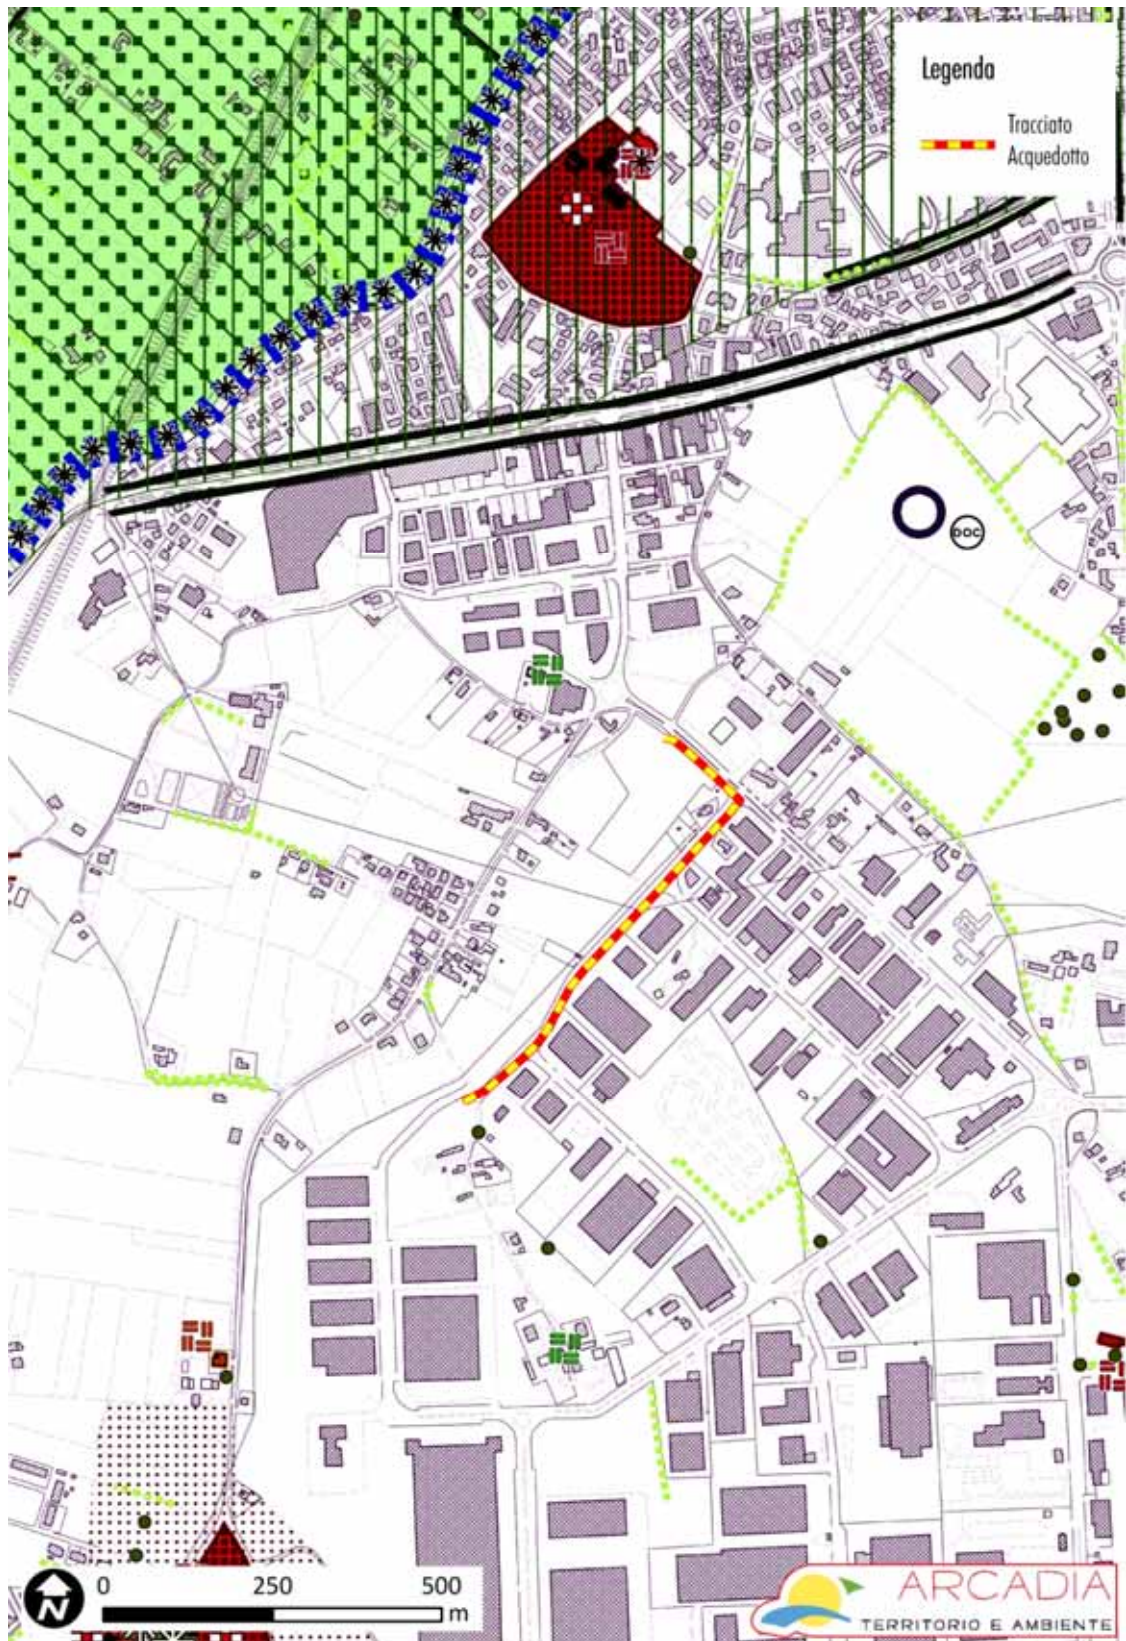 Legenda
Tracciato
Acquedotto
DOC
0 250 500
m
N
ARCADIA
TERRITORIO E AMBIENTE